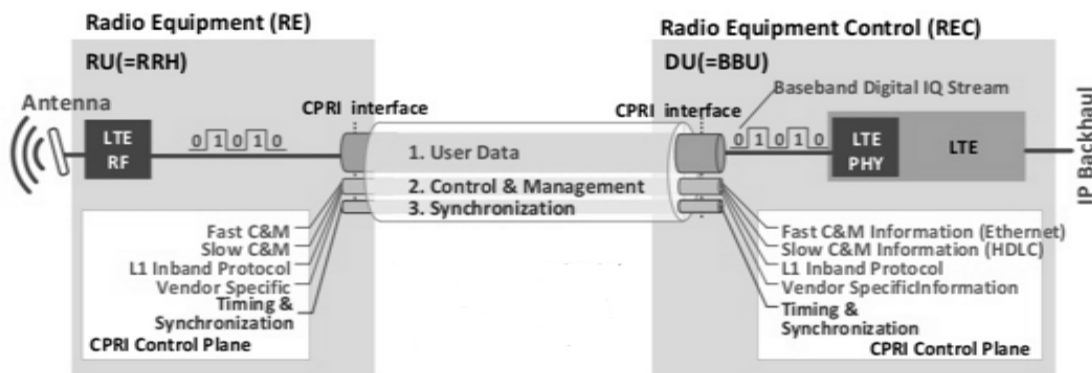 Radio Equipment (RE)
RU(=RRH)
Antenna
LTE
RF
0 1 0 1 0
CPRI interface
1. User Data
2. Control & Management
3. Synchronization
Fast C&M
Slow C&M
L1 Inband Protocol
Vendor Specific
Timing &
Synchronization
CPRI Control Plane
Radio Equipment Control (REC)
DU(=BBU)
CPRI interface
Baseband Digital IQ Stream
0 1 0 1 0
LTE
PHY
LTE
IP Backhaul
Fast C&M Information (Ethernet)
Slow C&M Information (HDLC)
L1 Inband Protocol
Vendor SpecificInformation
Timing &
Synchronization
CPRI Control Plane